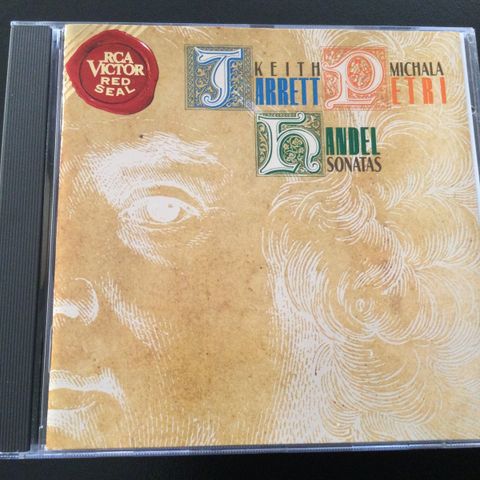 RCA
VICTOR
RED
SEAL
KEITH
JARRETT
MICHALA
PETRI
HANDEL
SONATAS